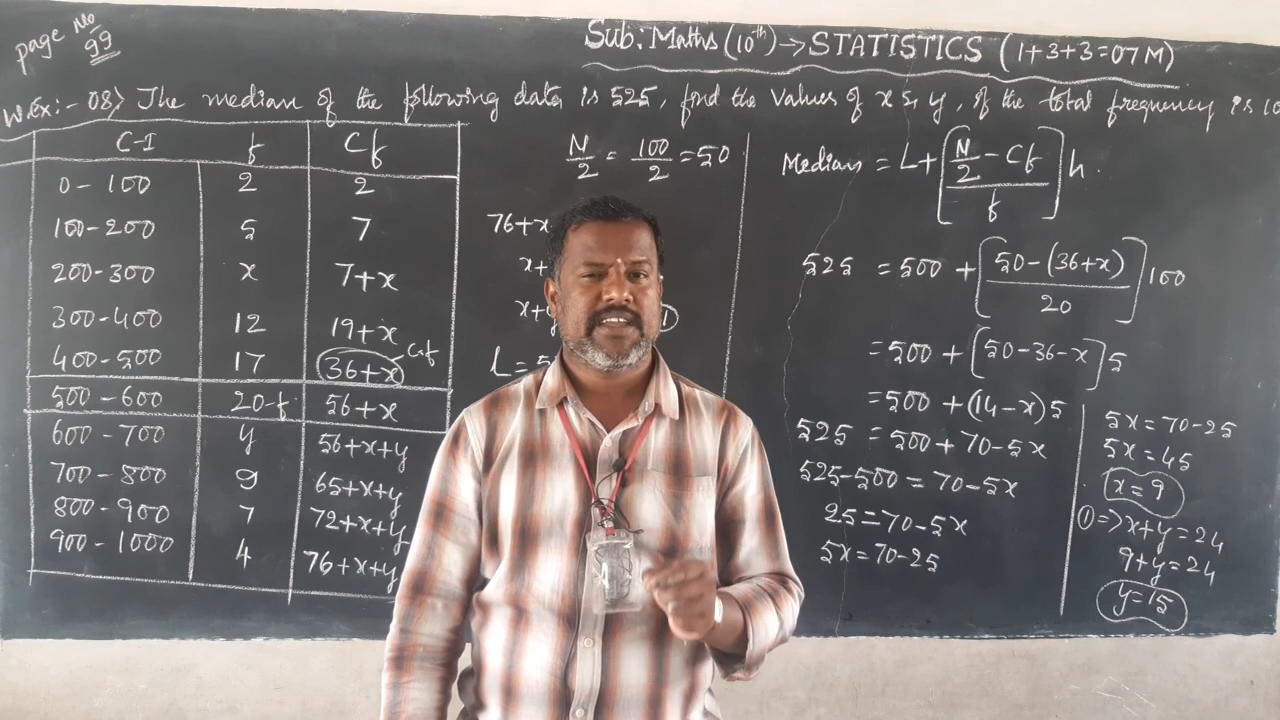 page No
99
Sub: Maths (10th) → STATISTICS (1+3+3=07M)
W.Ex:- 08) The median of the following data is 525, find the values of x & y, if the total frequency is 10
C-I f Cf
0-100 2 2
100-200 5 7
200-300 x 7+x
300-400 12 19+x
400-500 17 36+x Cf
500-600 20-f 56+x
600-700 y 56+x+y
700-800 9 65+x+y
800-900 7 72+x+y
900-1000 4 76+x+y
N/2 = 100/2 = 50
76+x
x+
x+y
L=5
Median = L + [(N/2 - Cf)/f] h.
525 = 500 + [(50-(36+x))/20] 100
= 500 + [50-36-x] 5
= 500 + (14-x) 5
525 = 500+70-5x
525-500 = 70-5x
25 = 70-5x
5x = 70-25
5x = 70-25
5x = 45
x = 9
① => x+y = 24
9+y = 24
y = 15